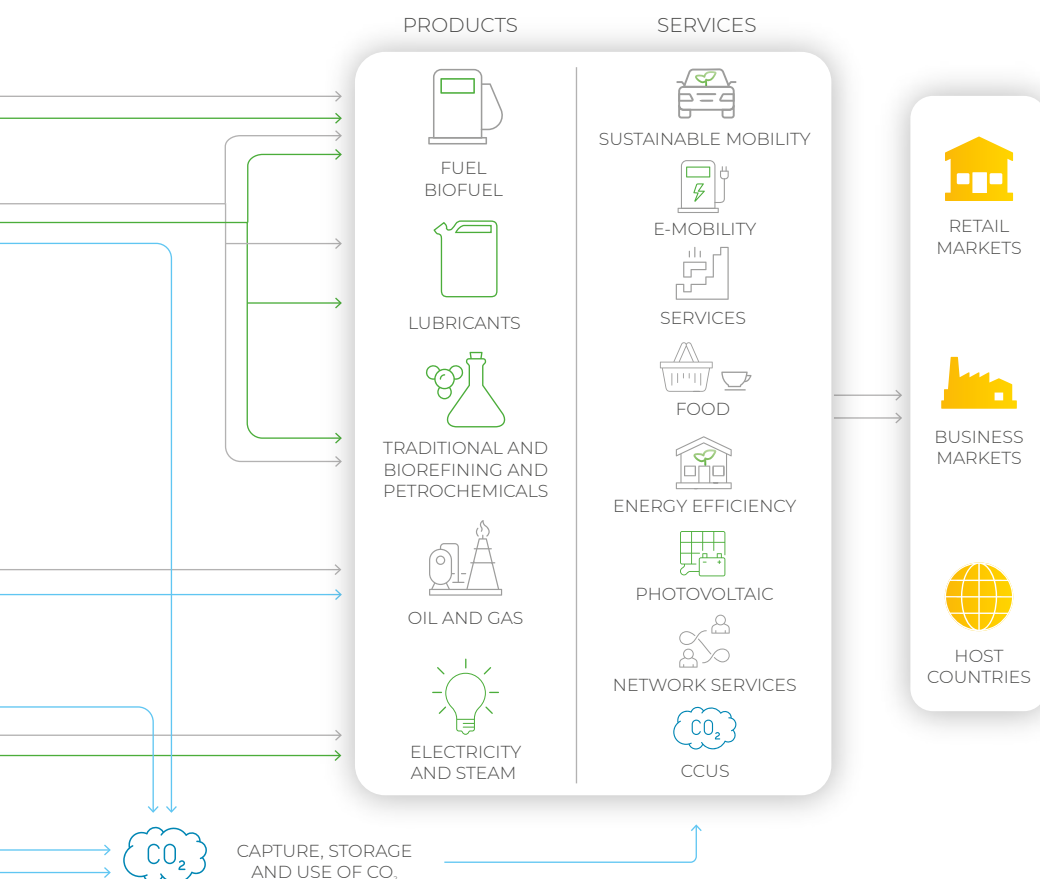 PRODUCTS
FUEL
BIOFUEL
LUBRICANTS
TRADITIONAL AND
BIOREFINING AND
PETROCHEMICALS
OIL AND GAS
ELECTRICITY
AND STEAM
SERVICES
SUSTAINABLE MOBILITY
E-MOBILITY
SERVICES
FOOD
ENERGY EFFICIENCY
PHOTOVOLTAIC
NETWORK SERVICES
CO₂
CCUS
RETAIL
MARKETS
BUSINESS
MARKETS
HOST
COUNTRIES
CO₂
CAPTURE, STORAGE
AND USE OF CO₂